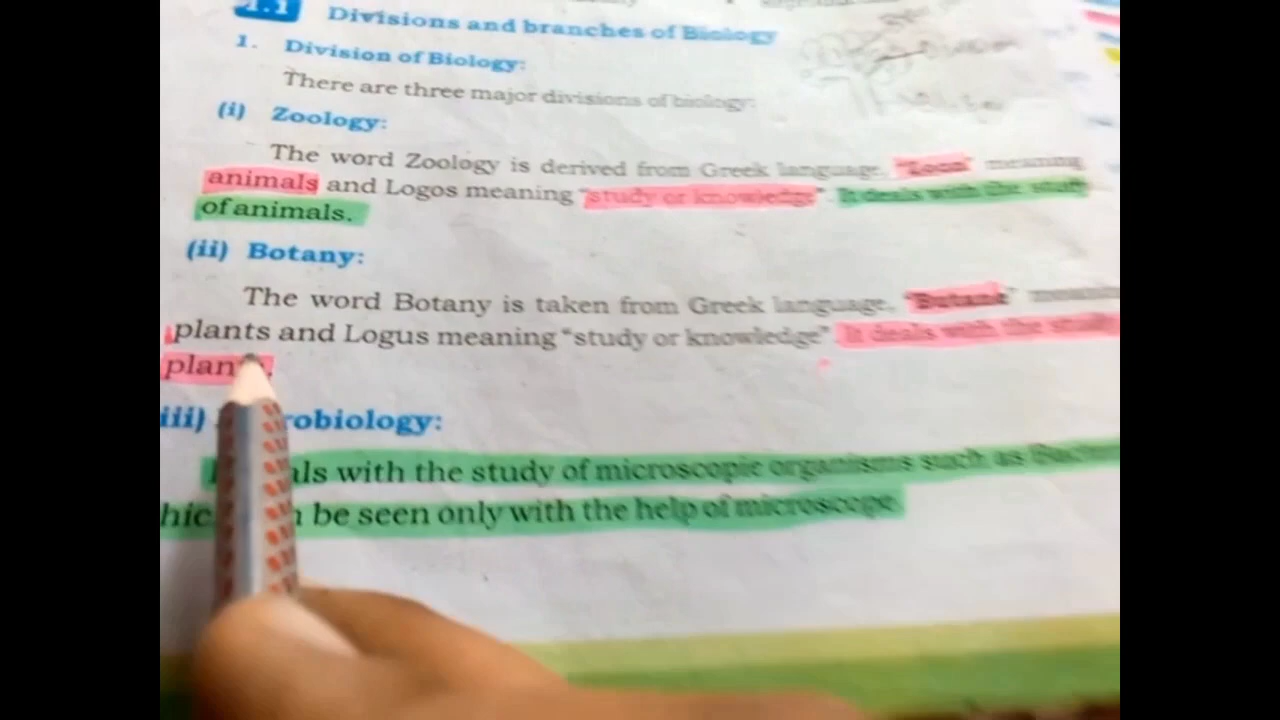 1.1 Divisions and branches of Biology
1. Division of Biology:
There are three major divisions of biology:
(i) Zoology:
The word Zoology is derived from Greek language. "Zoon" meaning
animals and Logos meaning "study or knowledge". It deals with the study
of animals.
(ii) Botany:
The word Botany is taken from Greek language.
plants and Logus meaning "study or knowledge". It deals with the study
plan
iii) robiology:
als with the study of microscopic organisms such as
be seen only with the help of microscope.